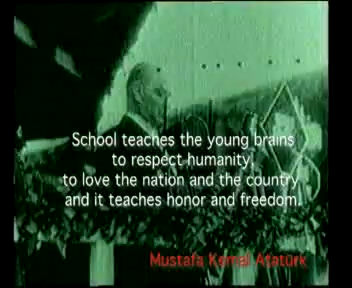 School teaches the young brains
to respect humanity,
to love the nation and the country
and it teaches honor and freedom.
Mustafa Kemal Atatürk